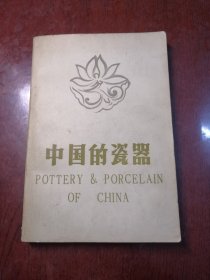 中国的瓷器
POTTERY & PORCELAIN
OF CHINA